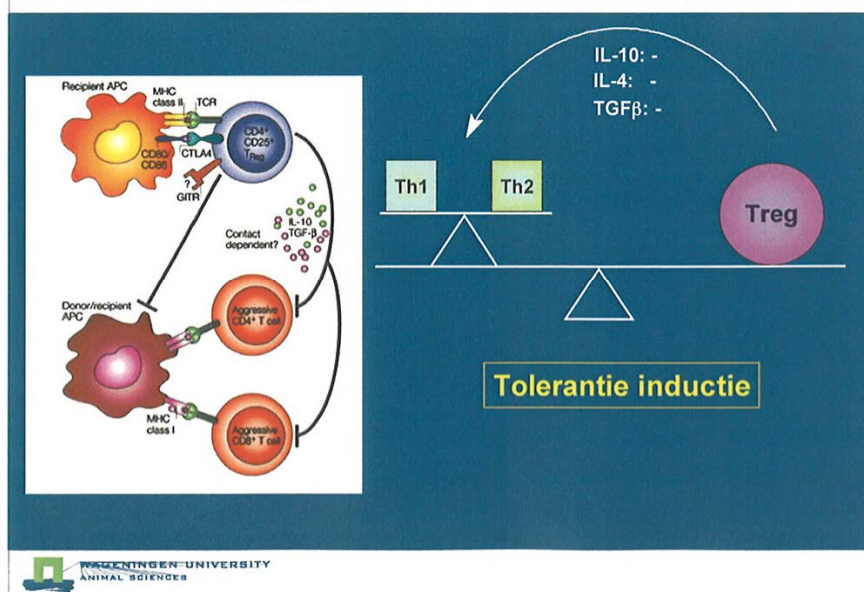 Recipient APC
MHC
class II
TCR
CD4+
CD25+
TReg
CD80/
CD86
CTLA4
?
GITR
IL-10
TGF-β
Contact
dependent?
Donor/recipient
APC
Aggressive
CD4+ T cell
MHC
class I
Aggressive
CD8+ T cell
IL-10: -
IL-4: -
TGFβ: -
Th1
Th2
Treg
Tolerantie inductie
WAGENINGEN UNIVERSITY
ANIMAL SCIENCES